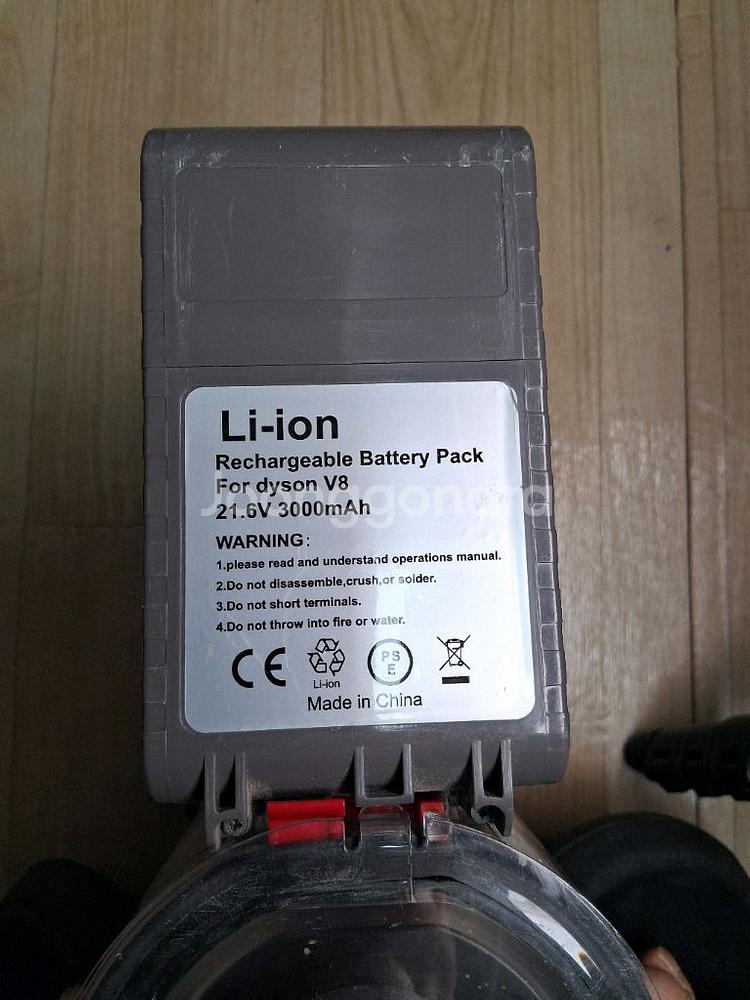 Li-ion
Rechargeable Battery Pack
For dyson V8
21.6V 3000mAh
Joonggonara
WARNING:
1.please read and understand operations manual.
2.Do not disassemble,crush,or solder.
3.Do not short terminals.
4.Do not throw into fire or water.
CE
Li-ion
PS
E
Made in China